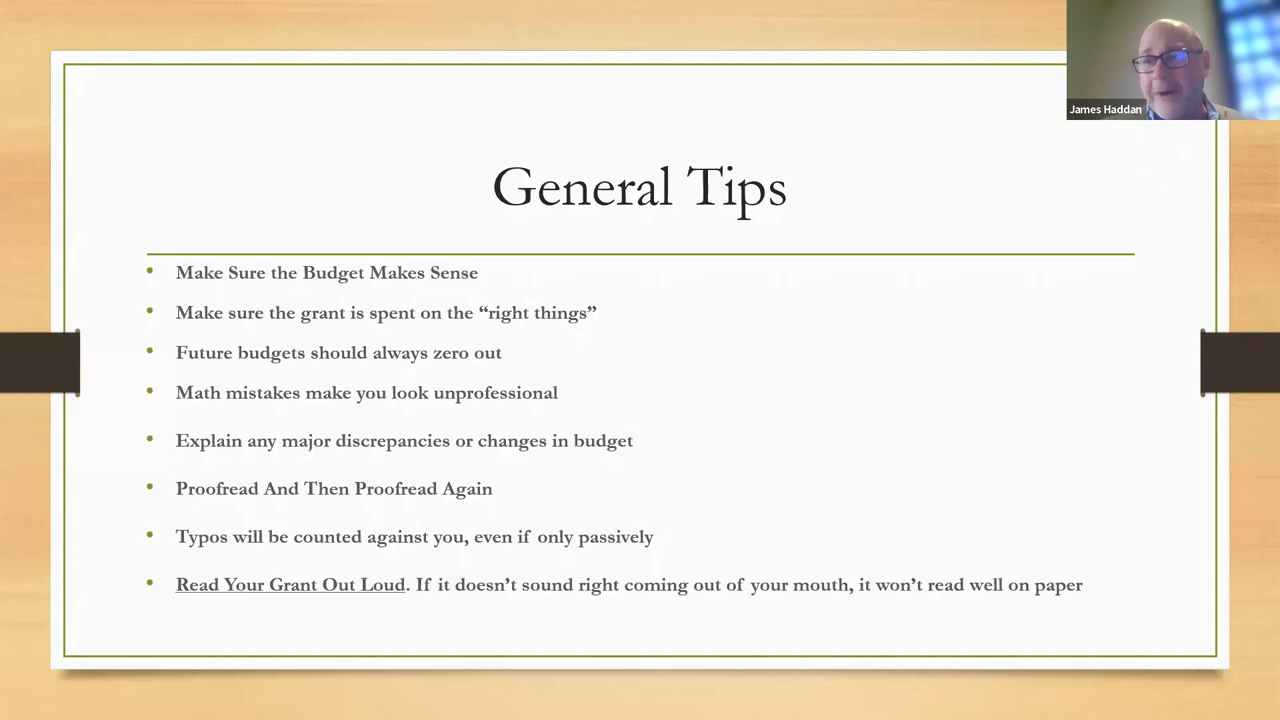 James Haddan
General Tips
• Make Sure the Budget Makes Sense
• Make sure the grant is spent on the “right things”
• Future budgets should always zero out
• Math mistakes make you look unprofessional
• Explain any major discrepancies or changes in budget
• Proofread And Then Proofread Again
• Typos will be counted against you, even if only passively
• Read Your Grant Out Loud. If it doesn’t sound right coming out of your mouth, it won’t read well on paper